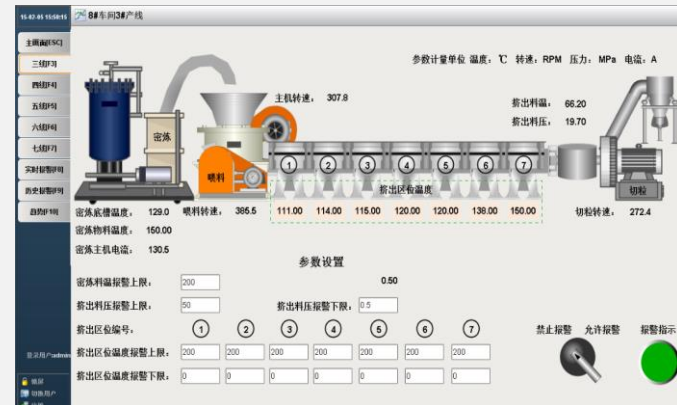 15-02-05 15:50:15
8#车间3#产线
主画面[ESC]
三线[F3]
四线[F4]
五线[F5]
六线[F6]
七线[F7]
实时报警[F8]
历史报警[F9]
趋势[F10]
参数计量单位 温度:℃ 转速:RPM 压力:MPa 电流:A
主机转速: 307.8
挤出料温: 66.20
挤出料压: 19.70
密炼
喂料
1 2 3 4 5 6 7
挤出区位温度
切粒
密炼底槽温度: 129.0
喂料转速: 385.5
111.00 114.00 115.00 120.00 120.00 138.00 150.00
切粒转速: 272.4
密炼物料温度: 150.00
密炼主机电流: 130.5
参数设置
密炼料温报警上限: 200
0.50
挤出料压报警上限: 50
挤出料压报警下限: 0.5
挤出区位编号: 1 2 3 4 5 6 7
禁止报警 允许报警 报警指示
挤出区位温度报警上限: 200 200 200 200 200 200 200
挤出区位温度报警下限: 0 0 0 0 0 0 0
登录用户:admin
锁屏
切换用户